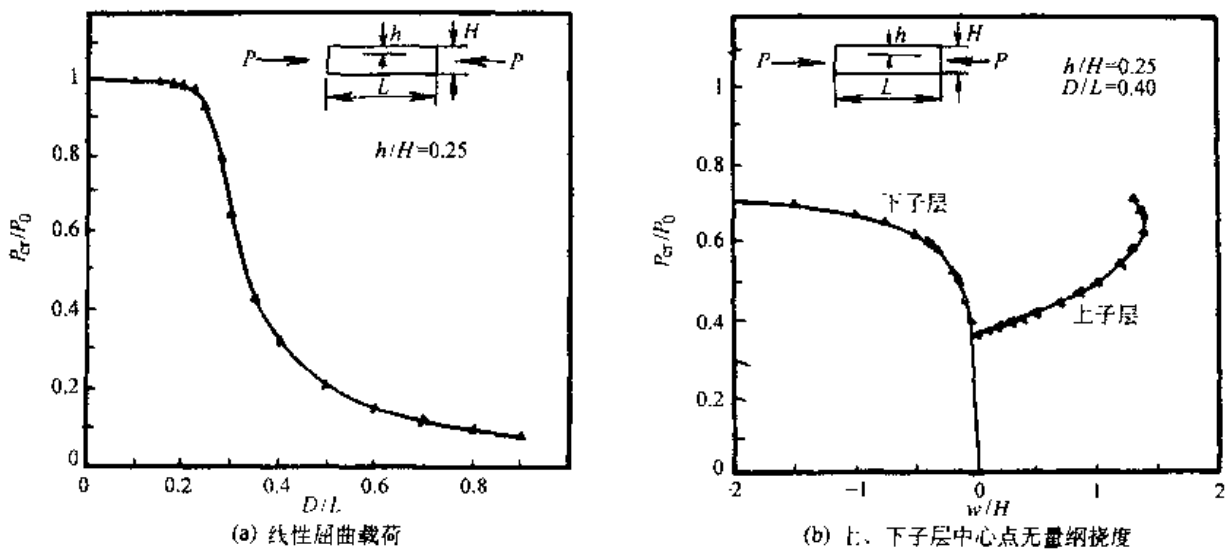 h
H
P
P
L
h/H=0.25
1
0.8
0.6
0.4
0.2
0
P_cr/P_0
0 0.2 0.4 0.6 0.8
D/L
(a) 线性屈曲载荷
h
H
P
P
L
h/H=0.25
D/L=0.40
下子层
上子层
1
0.8
0.6
0.4
0.2
0
P_cr/P_0
-2 -1 0 1 2
w/H
(b) 上、下子层中心点无量纲挠度